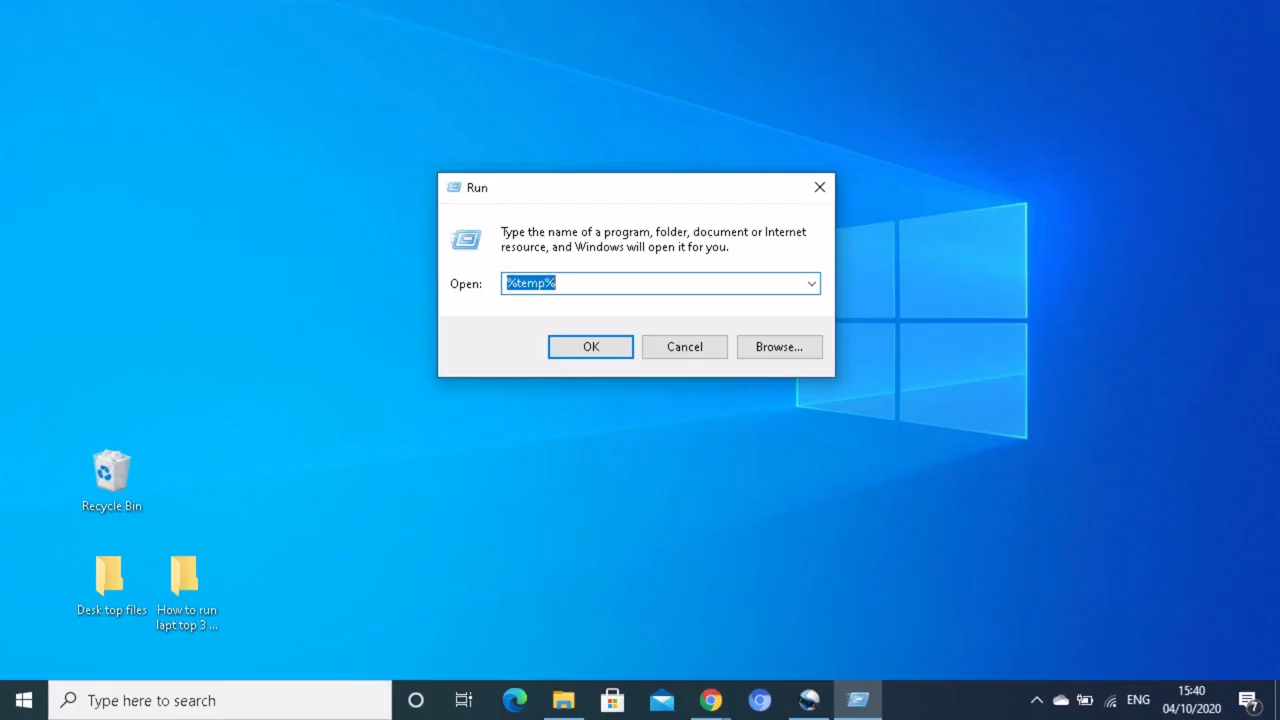 Run
Type the name of a program, folder, document or Internet
resource, and Windows will open it for you.
Open:
%temp%
OK
Cancel
Browse...
Recycle Bin
Desk top files
How to run
lapt top 3 ...
Type here to search
ENG
15:40
04/10/2020
7